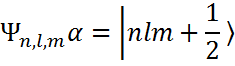 Ψₙ,ₗ,ₘα = |nlm + 1/2⟩